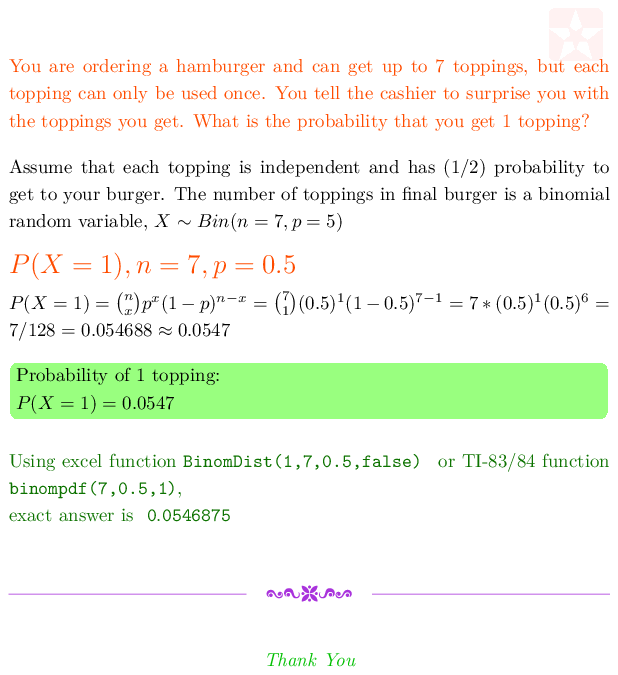 You are ordering a hamburger and can get up to 7 toppings, but each
topping can only be used once. You tell the cashier to surprise you with
the toppings you get. What is the probability that you get 1 topping?
Assume that each topping is independent and has (1/2) probability to
get to your burger. The number of toppings in final burger is a binomial
random variable, X ∼ Bin(n = 7, p = 5)
P(X = 1), n = 7, p = 0.5
P(X = 1) = \binom{n}{x} p^x (1 − p)^{n−x} = \binom{7}{1} (0.5)^1 (1 − 0.5)^{7−1} = 7 ∗ (0.5)^1 (0.5)^6 =
7/128 = 0.054688 ≈ 0.0547
Probability of 1 topping:
P(X = 1) = 0.0547
Using excel function BinomDist(1,7,0.5,false) or TI-83/84 function
binompdf(7,0.5,1),
exact answer is 0.0546875
Thank You